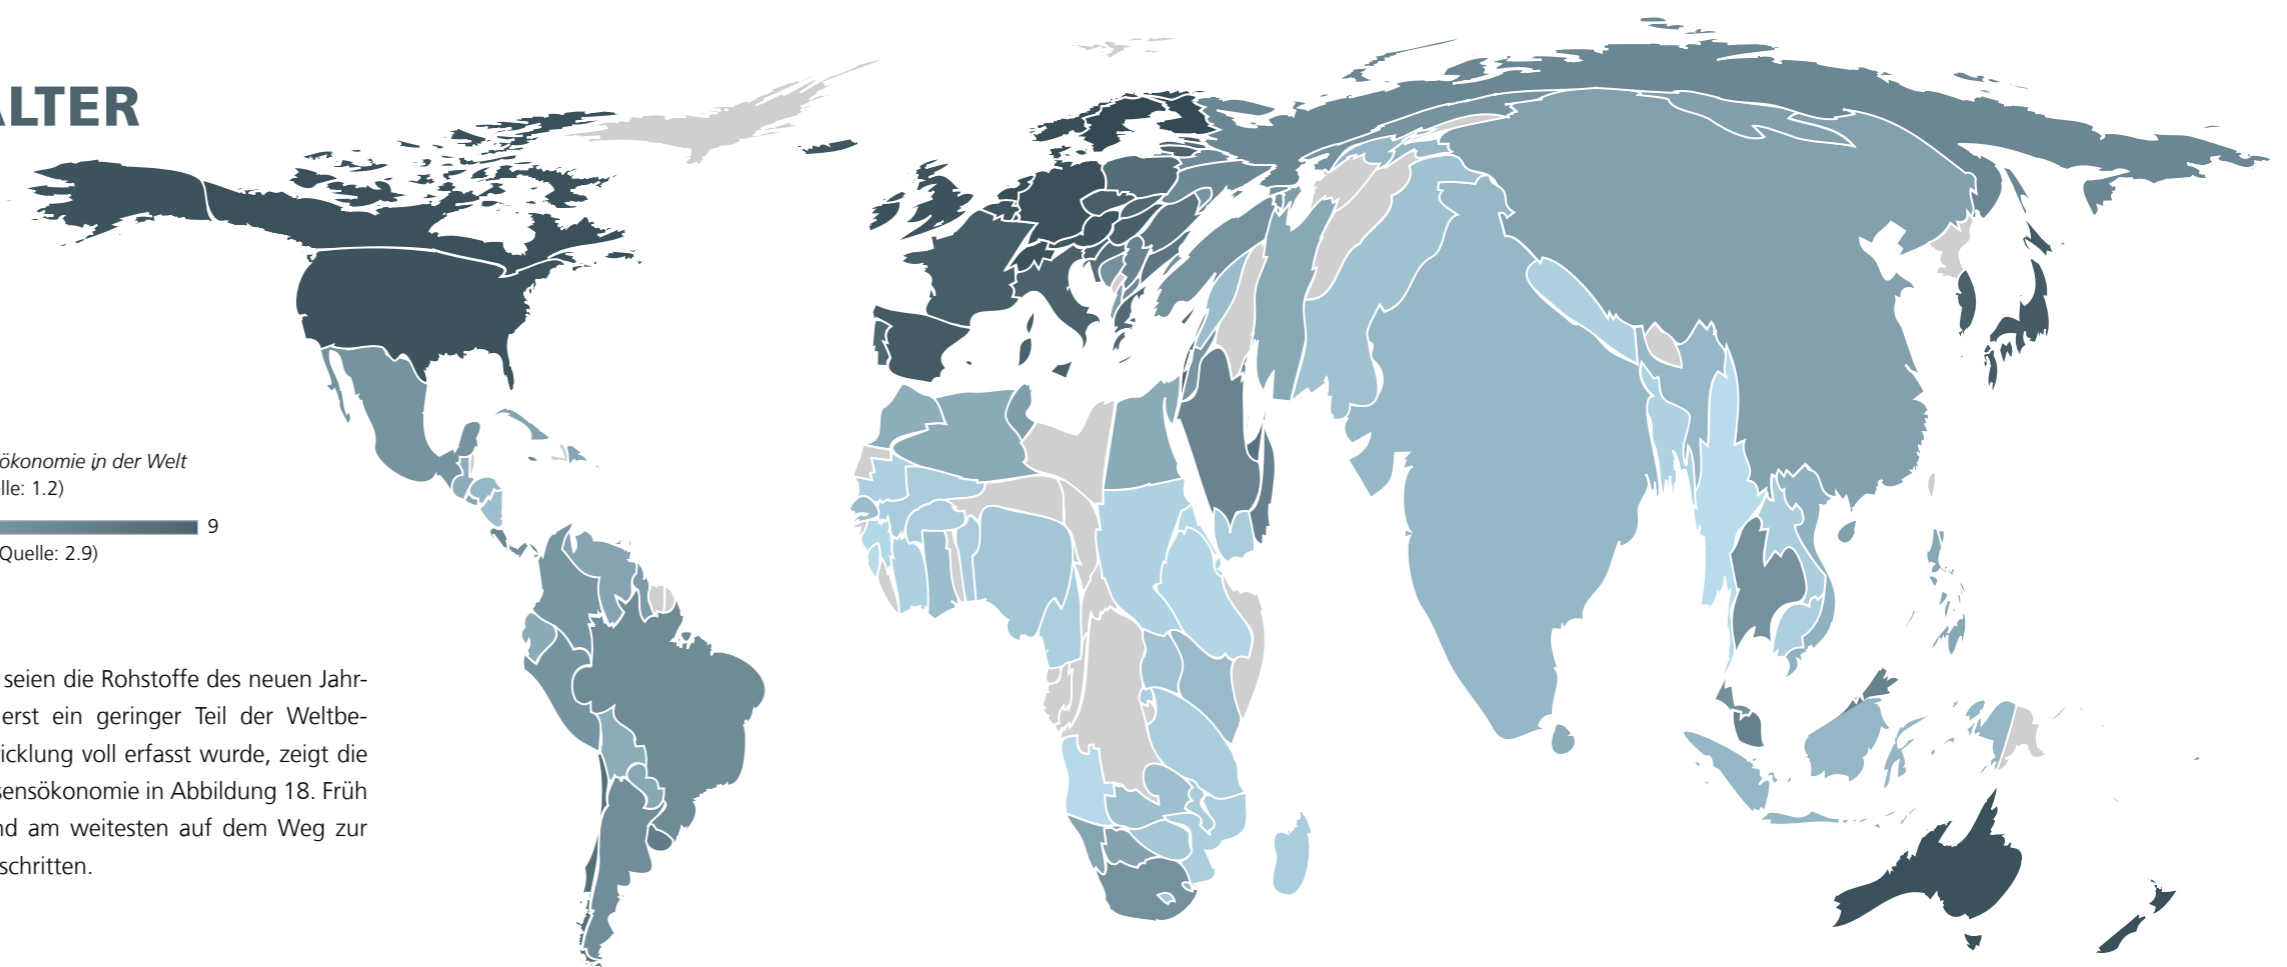 ALTER
ökonomie in der Welt
lle: 1.2)
9
Quelle: 2.9)
seien die Rohstoffe des neuen Jahr-
erst ein geringer Teil der Weltbe-
icklung voll erfasst wurde, zeigt die
sensökonomie in Abbildung 18. Früh
nd am weitesten auf dem Weg zur
schritten.